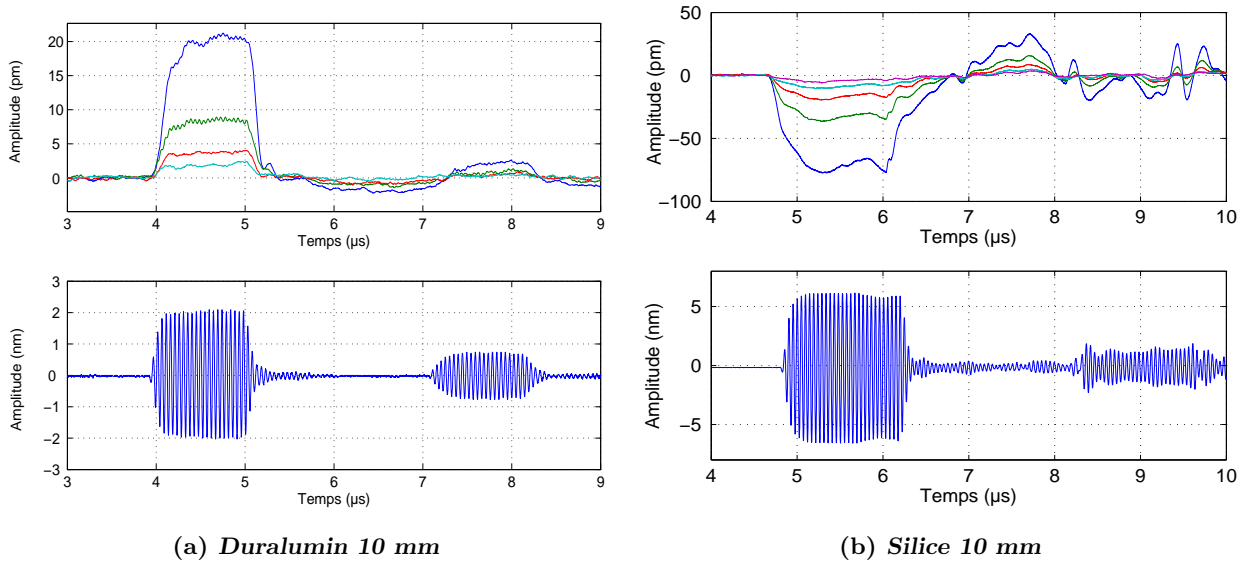 20
15
10
5
0
Amplitude (pm)
3 4 5 6 7 8 9
Temps (µs)
50
0
−50
−100
Amplitude (pm)
4 5 6 7 8 9 10
Temps (µs)
3
2
1
0
−1
−2
−3
Amplitude (nm)
3 4 5 6 7 8 9
Temps (µs)
5
0
−5
Amplitude (nm)
4 5 6 7 8 9 10
Temps (µs)
(a) Duralumin 10 mm
(b) Silice 10 mm